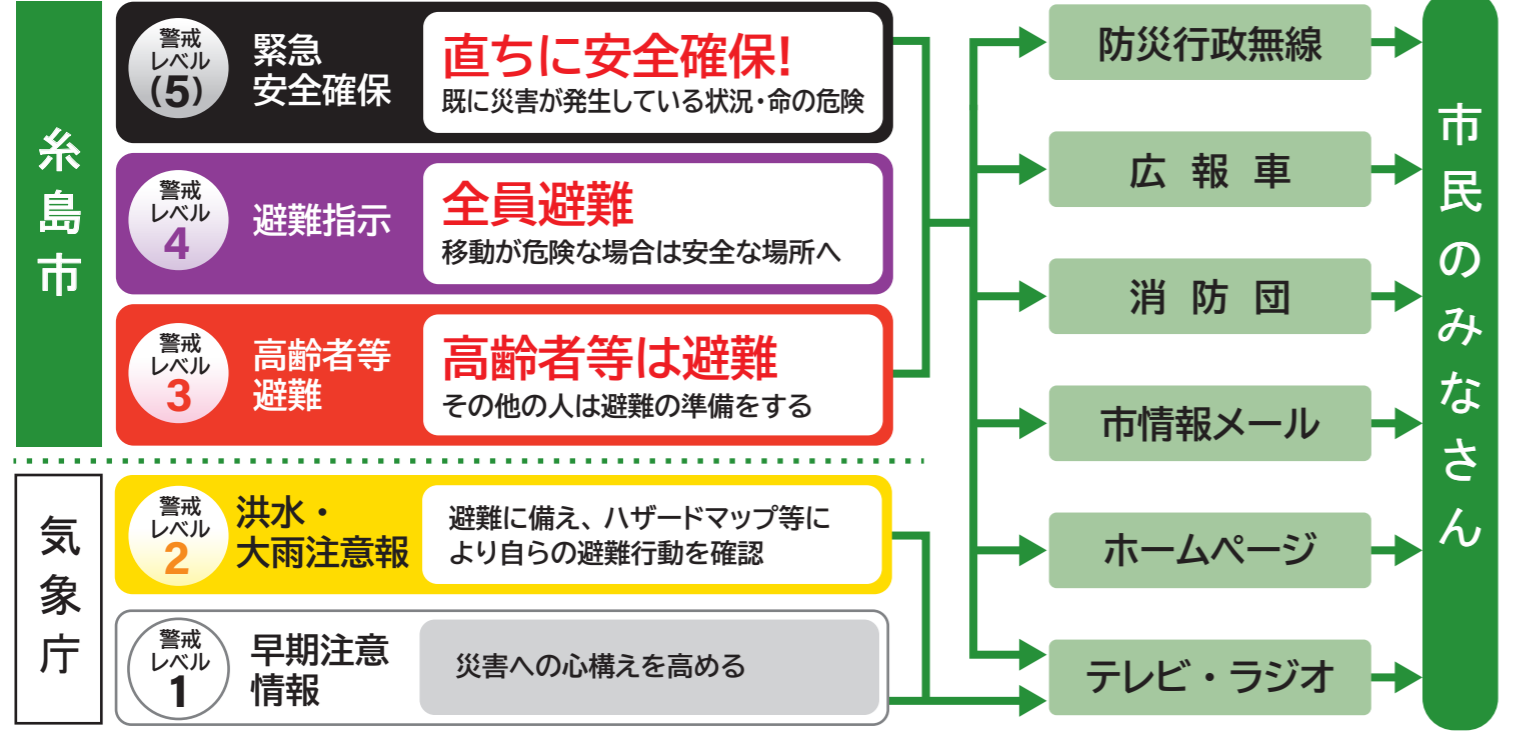 糸島市
警戒
レベル
(5)
緊急
安全確保
直ちに安全確保!
既に災害が発生している状況・命の危険
警戒
レベル
4
避難指示
全員避難
移動が危険な場合は安全な場所へ
警戒
レベル
3
高齢者等
避難
高齢者等は避難
その他の人は避難の準備をする
気象庁
警戒
レベル
2
洪水・
大雨注意報
避難に備え、ハザードマップ等に
より自らの避難行動を確認
警戒
レベル
1
早期注意
情報
災害への心構えを高める
防災行政無線
広報車
消防団
市情報メール
ホームページ
テレビ・ラジオ
市民のみなさん